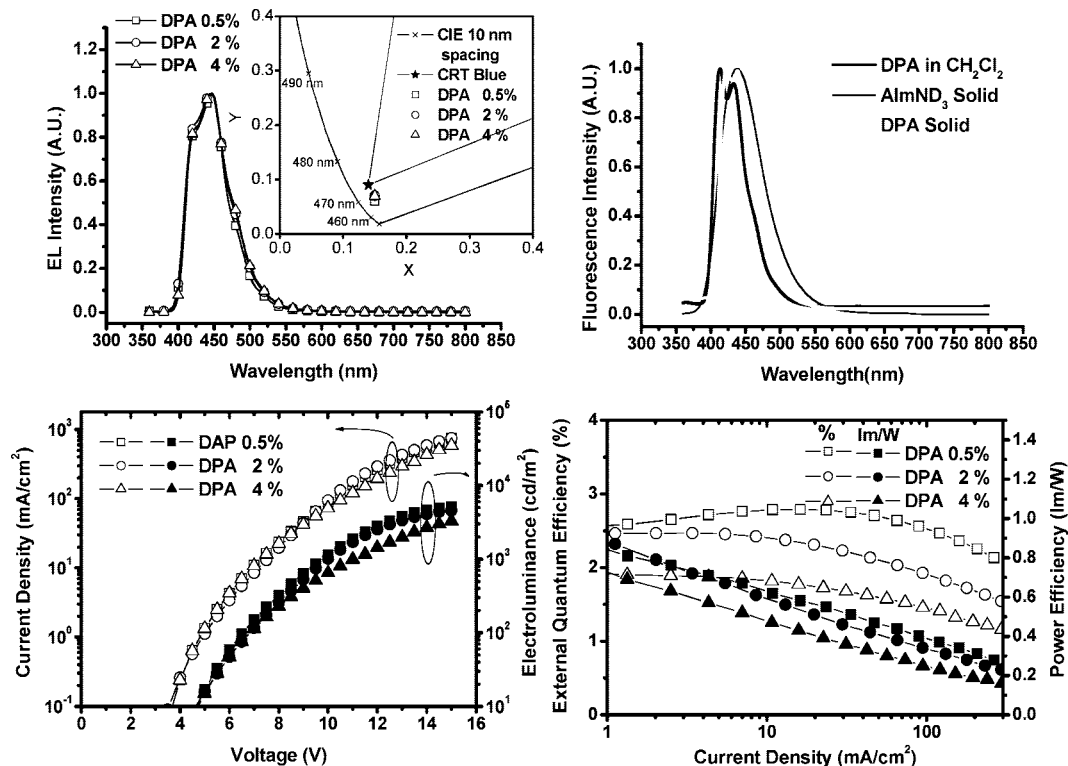 DPA 0.5%
DPA 2 %
DPA 4 %
1.0
0.8
0.6
0.4
0.2
0.0
EL Intensity (A.U.)
300 350 400 450 500 550 600 650 700 750 800 850
Wavelength (nm)
0.4
0.3
0.2
0.1
0.0
Y
0.0 0.1 0.2 0.3 0.4
X
490 nm
480 nm
470 nm
460 nm
CIE 10 nm
spacing
CRT Blue
DPA 0.5%
DPA 2 %
DPA 4 %
1.0
0.8
0.6
0.4
0.2
0.0
Fluorescence Intensity (A.U.)
300 350 400 450 500 550 600 650 700 750 800 850
Wavelength(nm)
DPA in CH₂Cl₂
AlmND₃ Solid
DPA Solid
10³
10²
10¹
10⁰
10⁻¹
Current Density (mA/cm²)
DAP 0.5%
DPA 2 %
DPA 4 %
0 2 4 6 8 10 12 14 16
Voltage (V)
10⁶
10⁵
10⁴
10³
10²
10¹
Electroluminance (cd/m²)
4
3
2
1
0
External Quantum Efficiency (%)
% lm/W
DPA 0.5%
DPA 2 %
DPA 4 %
1 10 100
Current Density (mA/cm²)
1.4
1.2
1.0
0.8
0.6
0.4
0.2
0.0
Power Efficiency (lm/W)